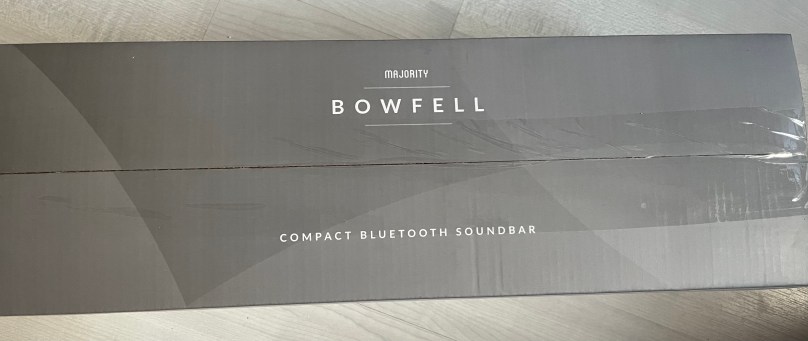 MAJORITY
BOWFELL
COMPACT BLUETOOTH SOUNDBAR